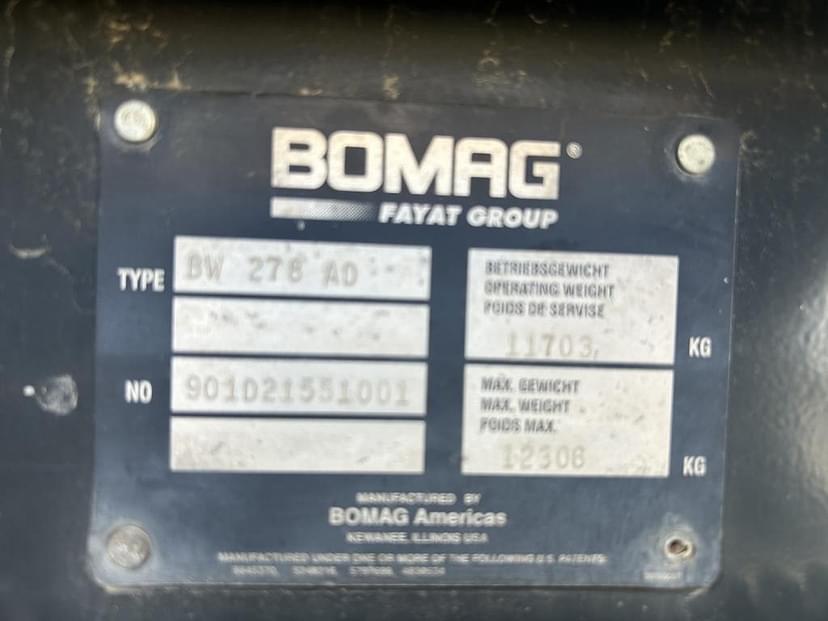 BOMAG®
FAYAT GROUP
TYPE BW 278 AD
NO 901D21551001
BETRIEBSGEWICHT
OPERATING WEIGHT
POIDS DE SERVISE
11703 KG
MAX. GEWICHT
MAX. WEIGHT
POIDS MAX.
12306 KG
MANUFACTURED BY
BOMAG Americas
KEWANEE, ILLINOIS USA
MANUFACTURED UNDER ONE OR MORE OF THE FOLLOWING U.S. PATENTS: